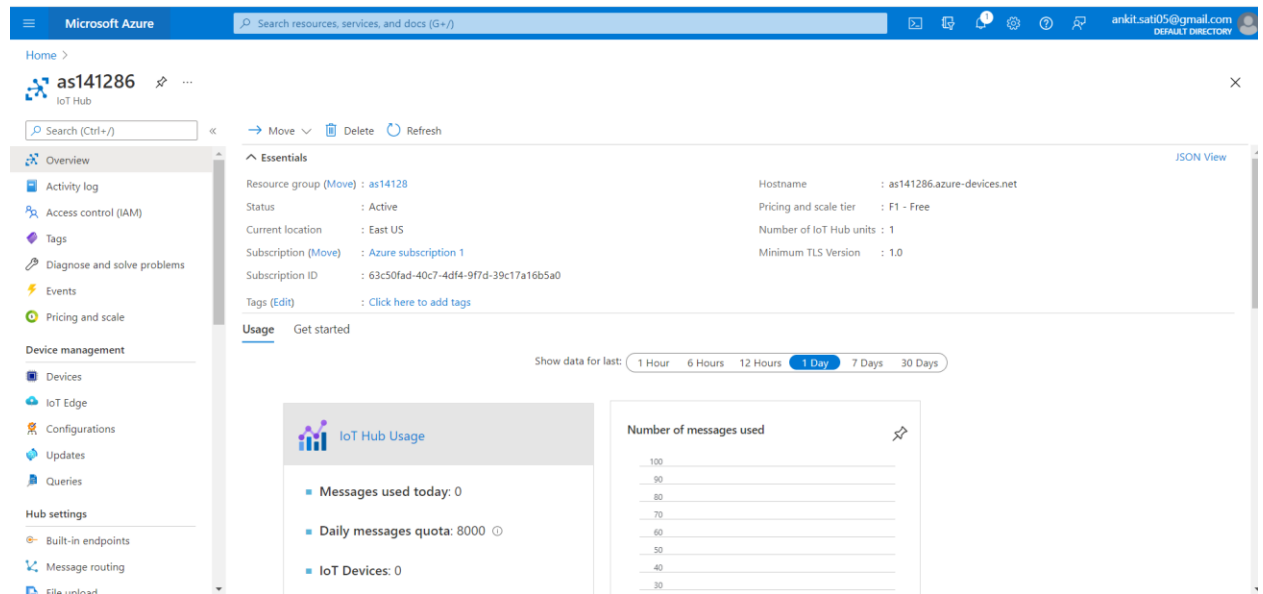 Microsoft Azure
Search resources, services, and docs (G+/)
1
ankit.sati05@gmail.com
DEFAULT DIRECTORY
Home >
as141286
IoT Hub
Search (Ctrl+/)
«
Move
Delete
Refresh
Overview
Activity log
Access control (IAM)
Tags
Diagnose and solve problems
Events
Pricing and scale
Device management
Devices
IoT Edge
Configurations
Updates
Queries
Hub settings
Built-in endpoints
Message routing
File upload
Essentials
JSON View
Resource group (Move) : as14128
Status : Active
Current location : East US
Subscription (Move) : Azure subscription 1
Subscription ID : 63c50fad-40c7-4df4-9f7d-39c17a16b5a0
Tags (Edit) : Click here to add tags
Hostname : as141286.azure-devices.net
Pricing and scale tier : F1 - Free
Number of IoT Hub units : 1
Minimum TLS Version : 1.0
Usage Get started
Show data for last: 1 Hour 6 Hours 12 Hours 1 Day 7 Days 30 Days
IoT Hub Usage
Messages used today: 0
Daily messages quota: 8000
IoT Devices: 0
Number of messages used
100
90
80
70
60
50
40
30